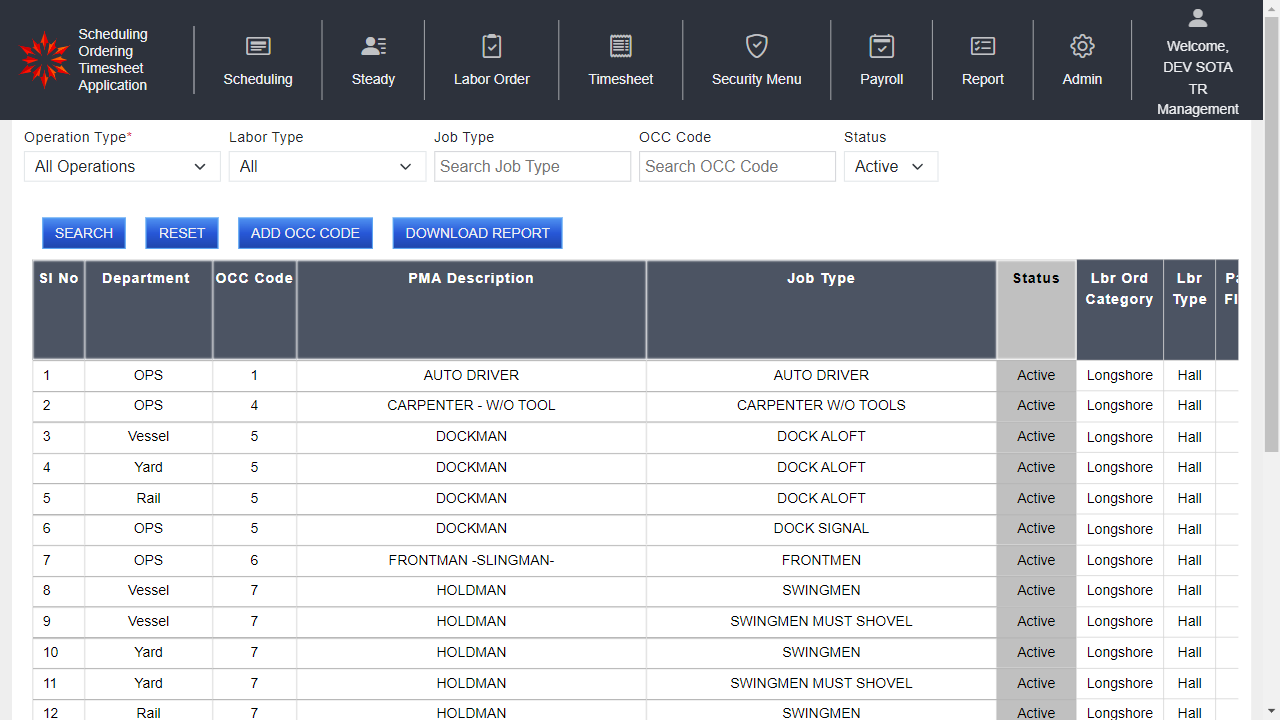 Scheduling
Ordering
Timesheet
Application
Scheduling
Steady
Labor Order
Timesheet
Security Menu
Payroll
Report
Admin
Welcome,
DEV SOTA
TR
Management
Operation Type* Labor Type Job Type OCC Code Status
All Operations All Search Job Type Search OCC Code Active
SEARCH RESET ADD OCC CODE DOWNLOAD REPORT
Sl No Department OCC Code PMA Description Job Type Status Lbr Ord Lbr
Category Type
1 OPS 1 AUTO DRIVER AUTO DRIVER Active Longshore Hall
2 OPS 4 CARPENTER - W/O TOOL CARPENTER W/O TOOLS Active Longshore Hall
3 Vessel 5 DOCKMAN DOCK ALOFT Active Longshore Hall
4 Yard 5 DOCKMAN DOCK ALOFT Active Longshore Hall
5 Rail 5 DOCKMAN DOCK ALOFT Active Longshore Hall
6 OPS 5 DOCKMAN DOCK SIGNAL Active Longshore Hall
7 OPS 6 FRONTMAN -SLINGMAN- FRONTMEN Active Longshore Hall
8 Vessel 7 HOLDMAN SWINGMEN Active Longshore Hall
9 Vessel 7 HOLDMAN SWINGMEN MUST SHOVEL Active Longshore Hall
10 Yard 7 HOLDMAN SWINGMEN Active Longshore Hall
11 Yard 7 HOLDMAN SWINGMEN MUST SHOVEL Active Longshore Hall
12 Rail 7 HOLDMAN SWINGMEN Active Longshore Hall